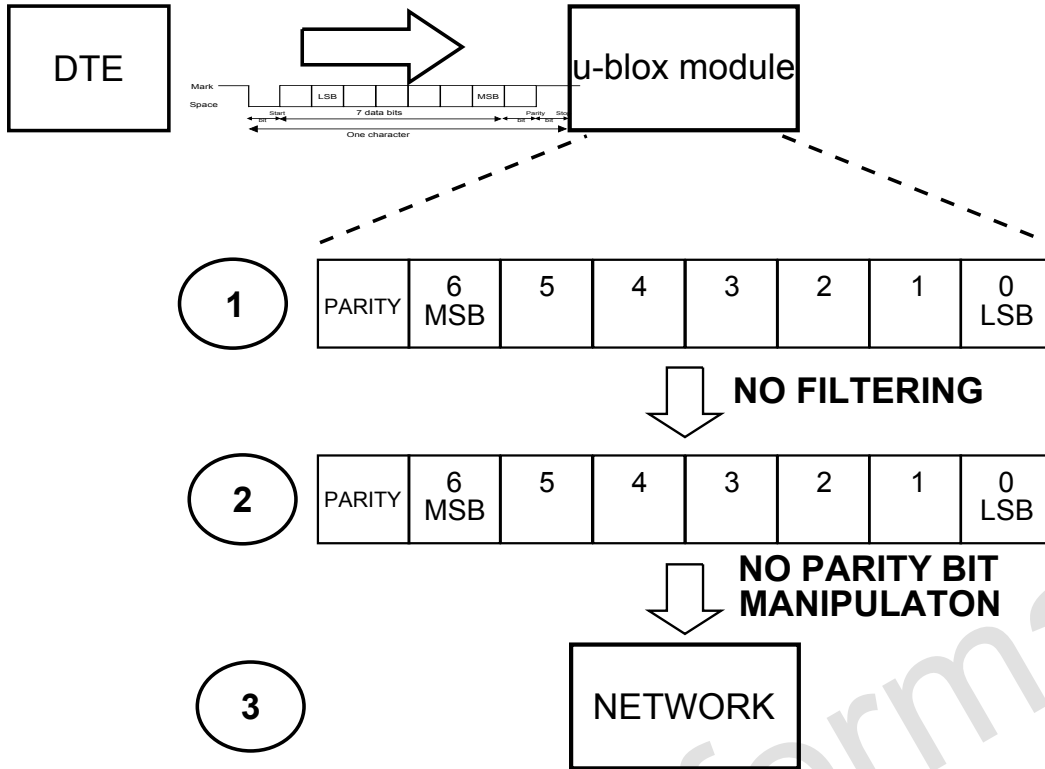 DTE
u-blox module
Mark
Space
LSB
MSB
Start
bit
7 data bits
Parity
bit
Stop
bit
One character
1
PARITY
6
MSB
5
4
3
2
1
0
LSB
NO FILTERING
2
PARITY
6
MSB
5
4
3
2
1
0
LSB
NO PARITY BIT
MANIPULATON
3
NETWORK